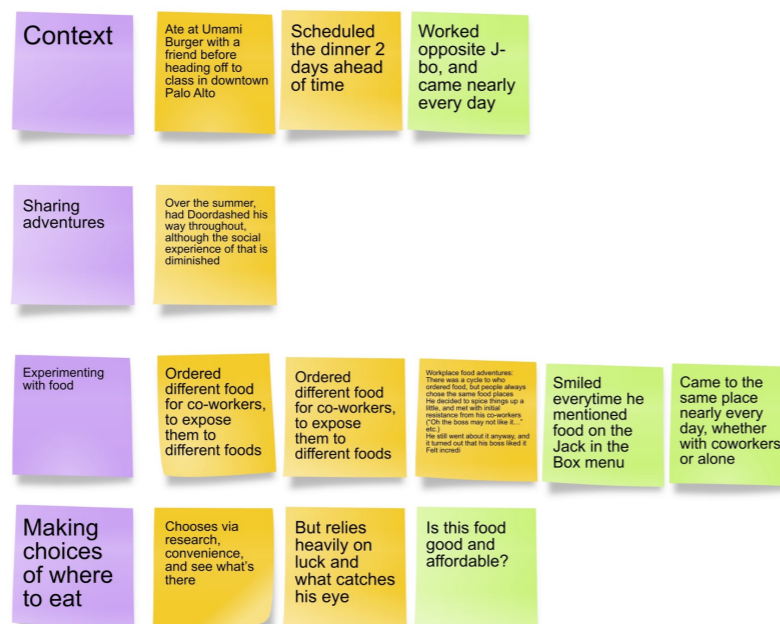 Context
Ate at Umami
Burger with a
friend before
heading off to
class in downtown
Palo Alto
Scheduled
the dinner 2
days ahead
of time
Worked
opposite J-
bo, and
came nearly
every day
Sharing
adventures
Over the summer,
had Doordashed his
way throughout,
although the social
experience of that is
diminished
Experimenting
with food
Ordered
different food
for co-workers,
to expose
them to
different foods
Ordered
different food
for co-workers,
to expose
them to
different foods
Workplace food adventures:
There was a cycle to who
ordered food, but people always
chose the same food places
He decided to spice things up a
little, and met with initial
resistance from his co-workers
("Oh the boss may not like it..."
etc.)
He still went about it anyway, and
it turned out that his boss liked it
Felt incredi
Smiled
everytime he
mentioned
food on the
Jack in the
Box menu
Came to the
same place
nearly every
day, whether
with coworkers
or alone
Making
choices
of where
to eat
Chooses via
research,
convenience,
and see what's
there
But relies
heavily on
luck and
what catches
his eye
Is this food
good and
affordable?